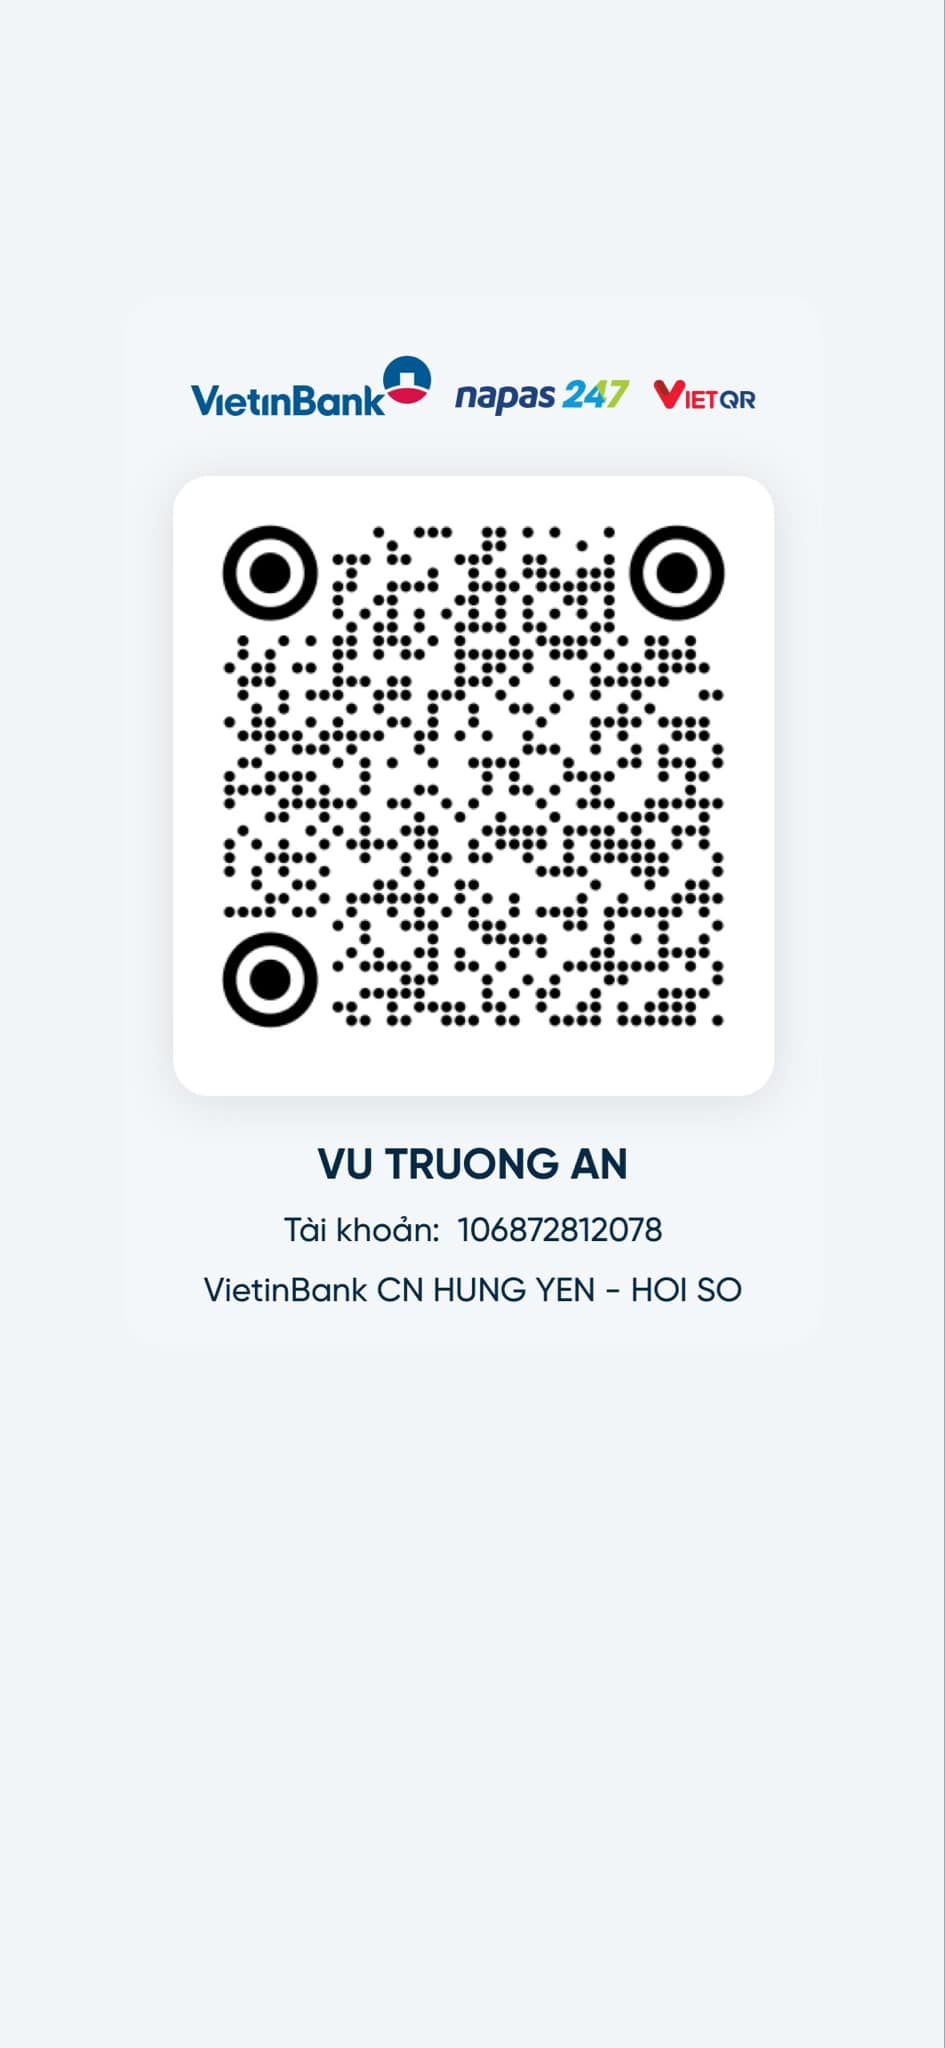 VietinBank napas 247 VIETQR
VU TRUONG AN
Tài khoản: 106872812078
VietinBank CN HUNG YEN - HOI SO